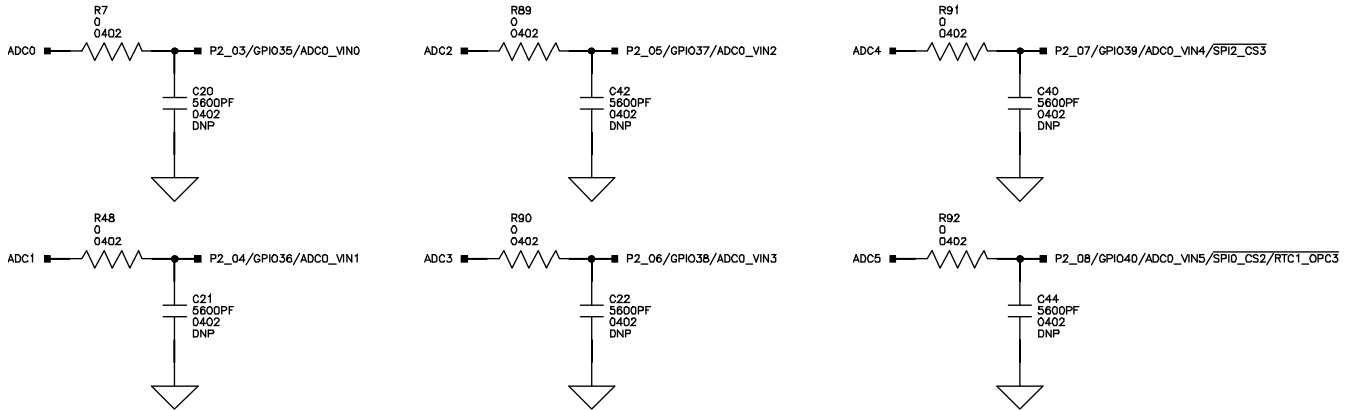 R7
0
0402
ADC0
P2_03/GPIO35/ADC0_VIN0
C20
5600PF
0402
DNP
R89
0
0402
ADC2
P2_05/GPIO37/ADC0_VIN2
C42
5600PF
0402
DNP
R91
0
0402
ADC4
P2_07/GPIO39/ADC0_VIN4/SPI2_CS3
C40
5600PF
0402
DNP
R48
0
0402
ADC1
P2_04/GPIO36/ADC0_VIN1
C21
5600PF
0402
DNP
R90
0
0402
ADC3
P2_06/GPIO38/ADC0_VIN3
C22
5600PF
0402
DNP
R92
0
0402
ADC5
P2_08/GPIO40/ADC0_VIN5/SPI0_CS2/RTC1_OPC3
C44
5600PF
0402
DNP